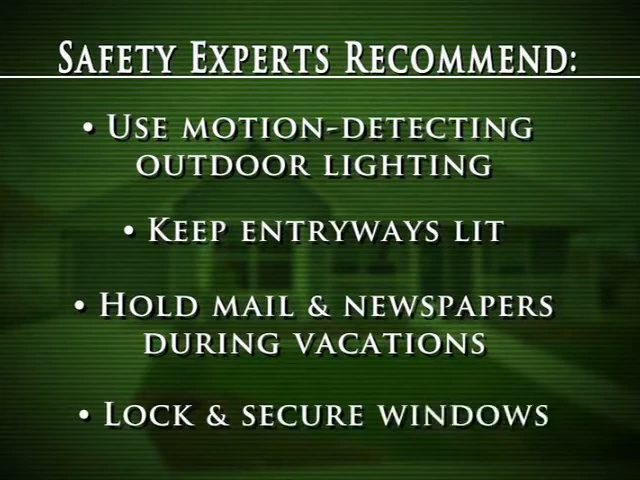 Safety Experts Recommend:
• Use motion-detecting
outdoor lighting
• Keep entryways lit
• Hold mail & newspapers
during vacations
• Lock & secure windows